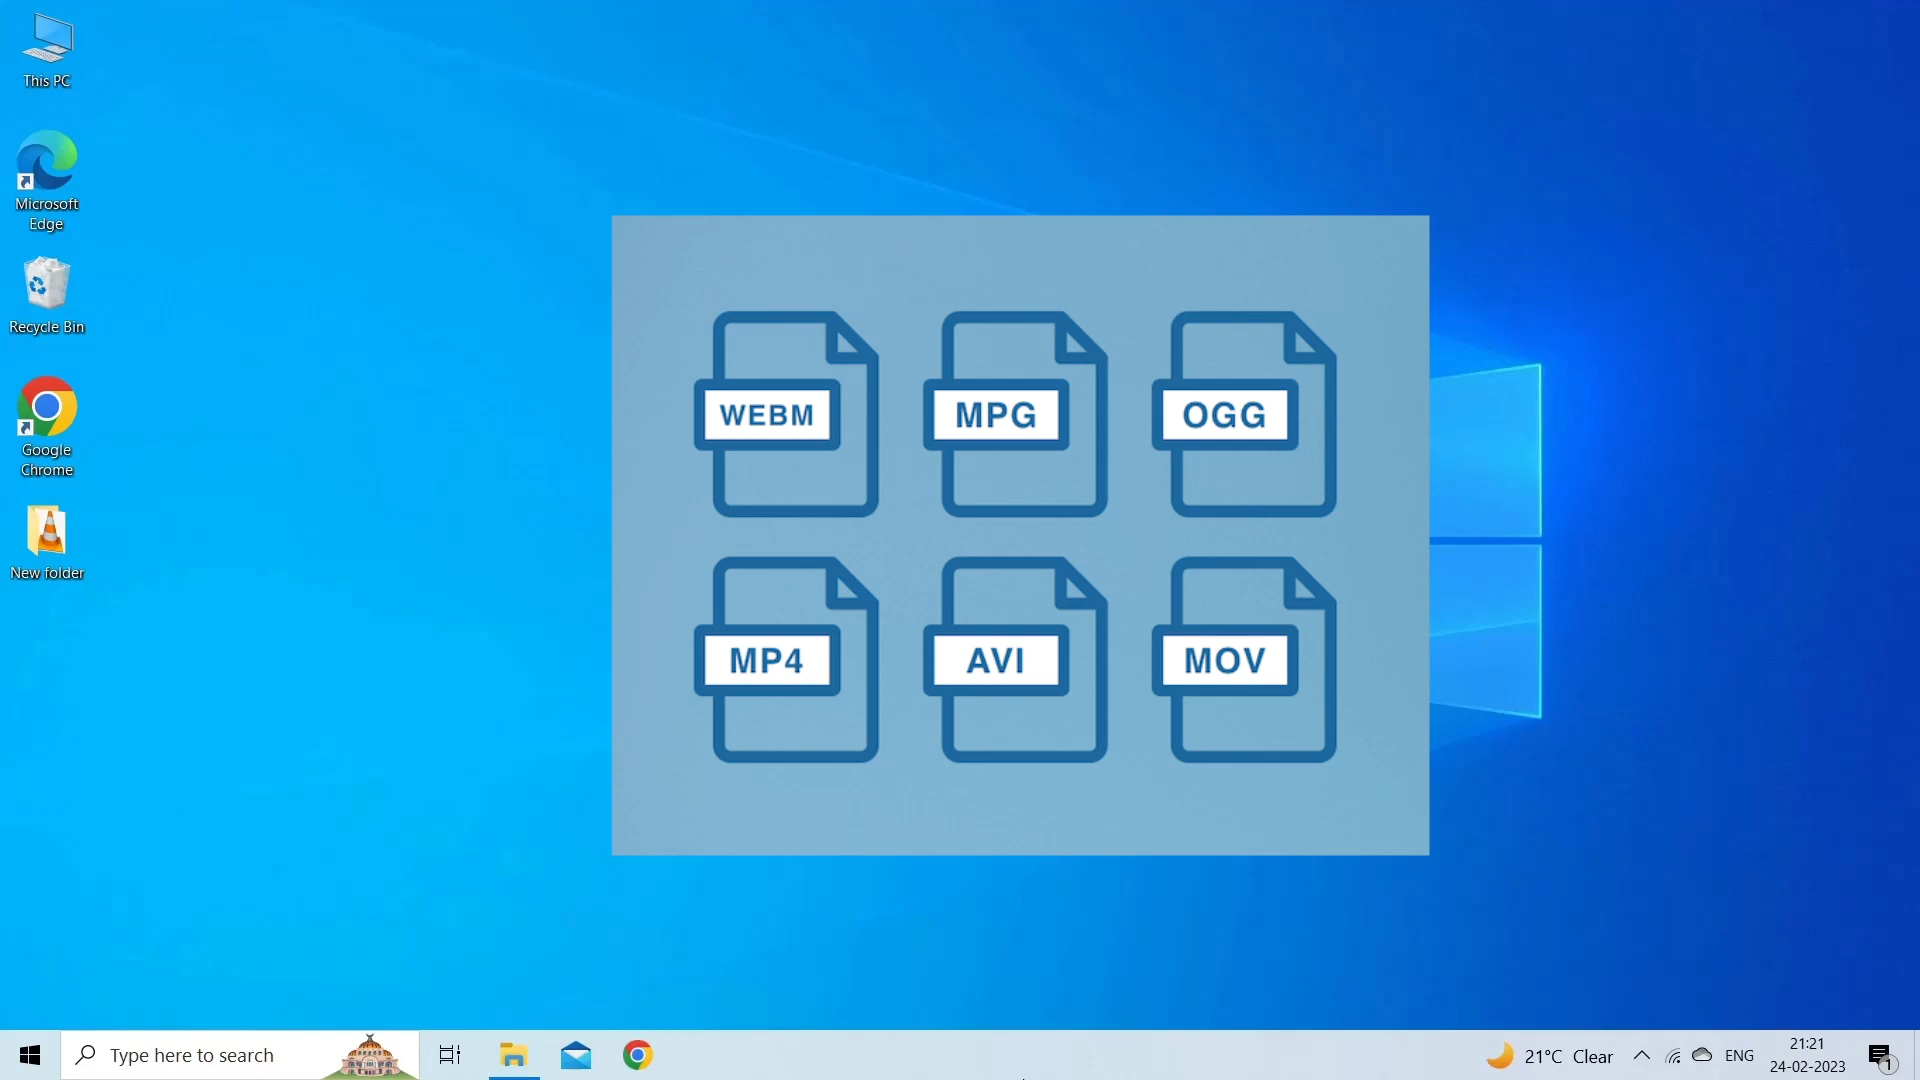 This PC
Microsoft
Edge
Recycle Bin
Google
Chrome
New folder
WEBM
MPG
OGG
MP4
AVI
MOV
Type here to search
21°C Clear
ENG
21:21
24-02-2023
1